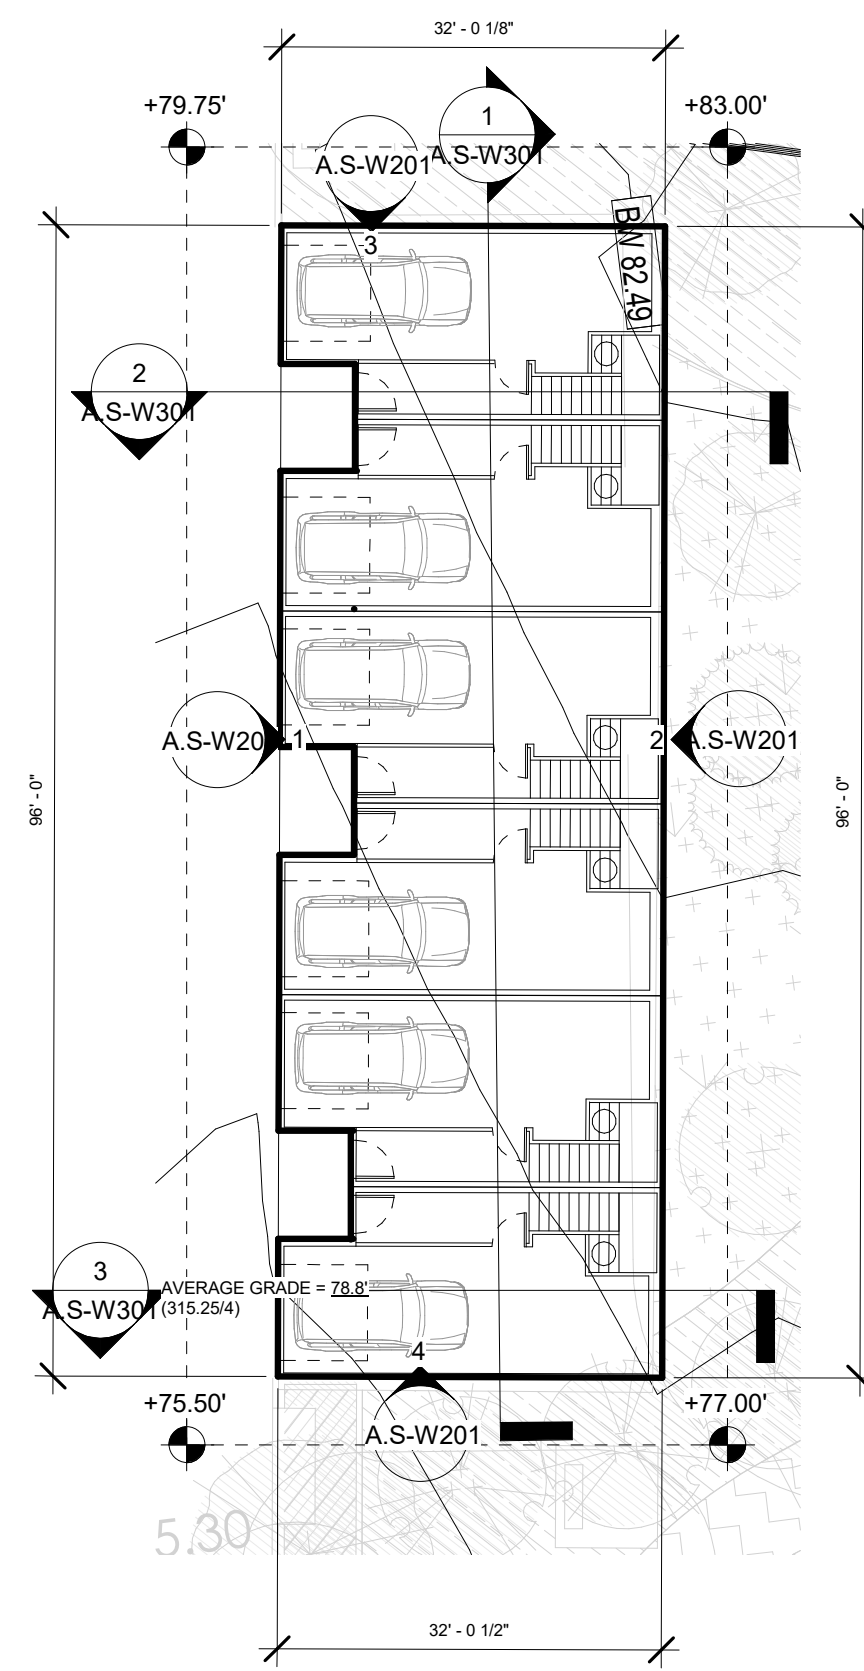 32' - 0 1/8"
+79.75'
+83.00'
1
A.S-W301
A.S-W201
3
BW 82.49
2
A.S-W301
A.S-W20
1
2
A.S-W201
96' - 0"
96' - 0"
3
A.S-W301
AVERAGE GRADE = 78.8'
(315.25/4)
4
A.S-W201
+75.50'
+77.00'
5.30
32' - 0 1/2"